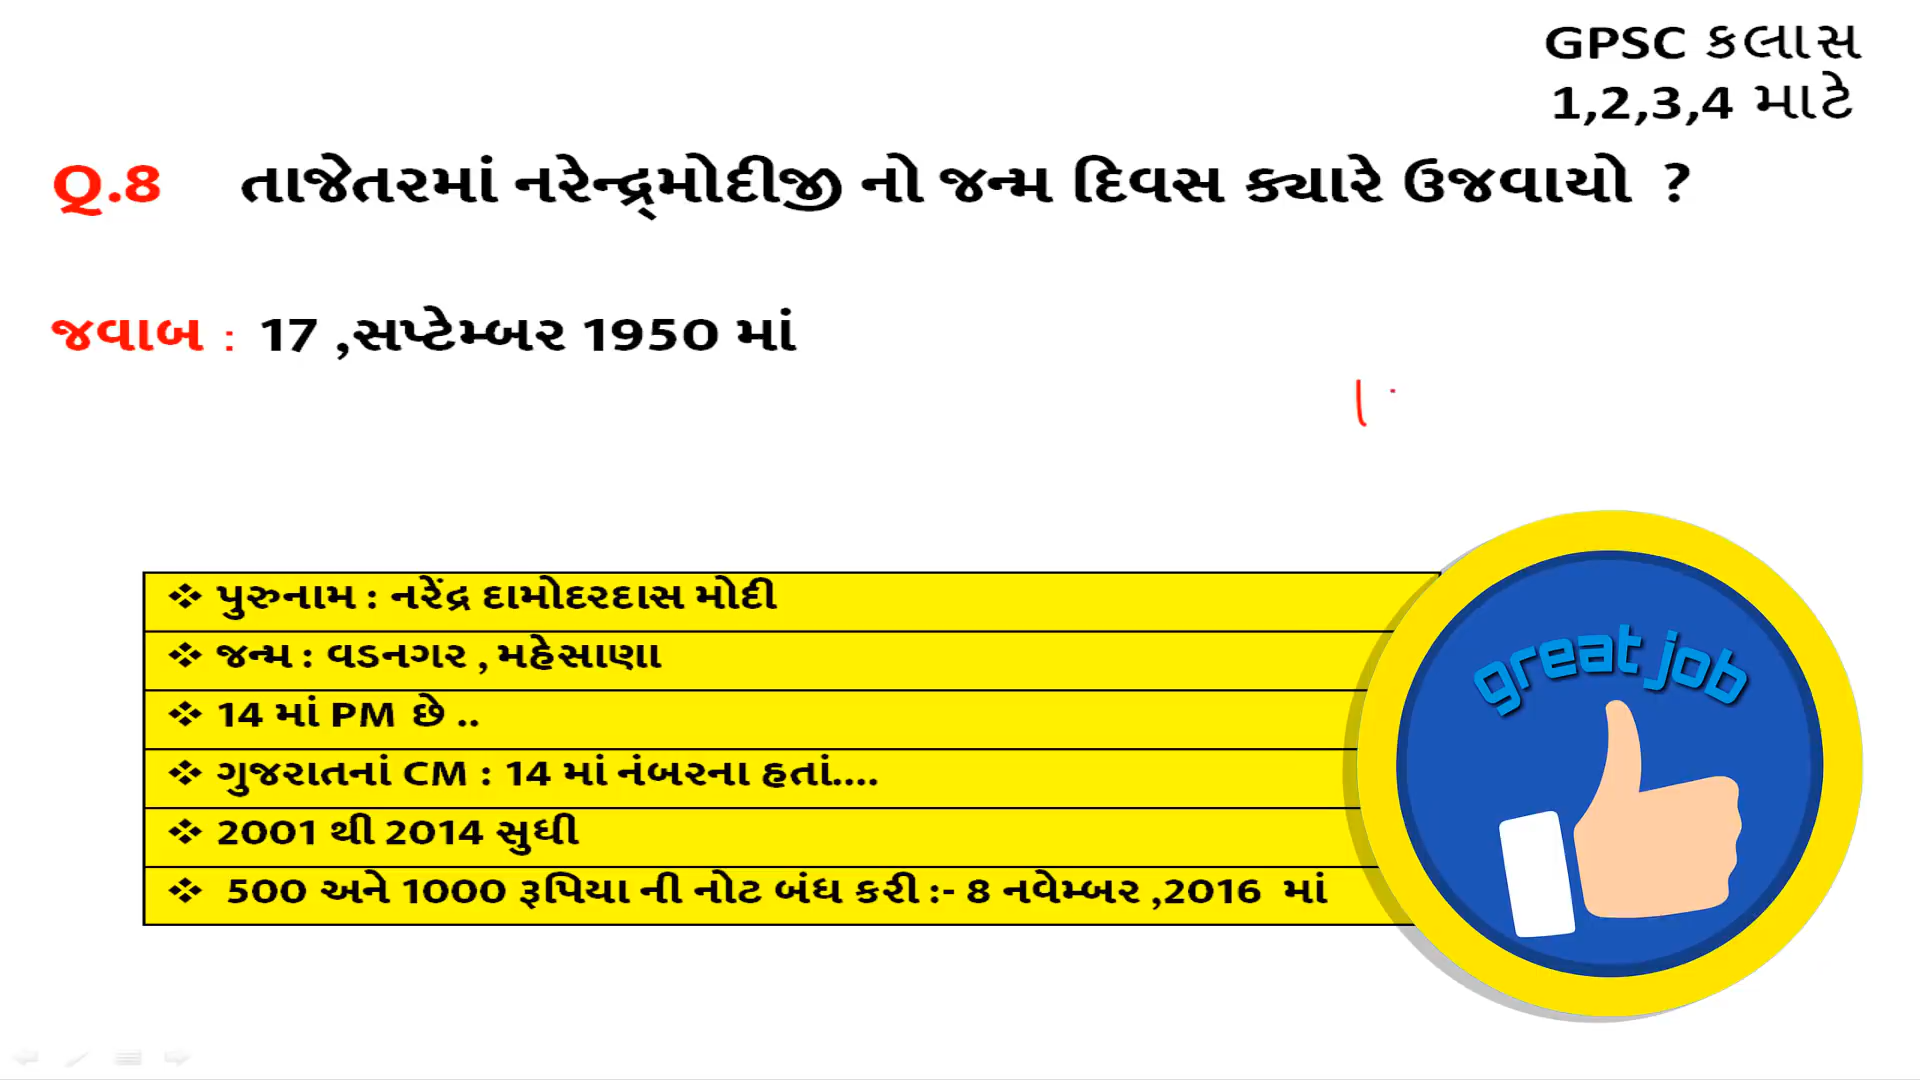 GPSC કલાસ
1,2,3,4 માટે
Q.8 તાજેતરમાં નરેન્દ્ર્મોદીજી નો જન્મ દિવસ ક્યારે ઉજવાયો ?
જવાબ : 17 ,સપ્ટેમ્બર 1950 માં
❖ પુરુનામ : નરેંદ્ર દામોદરદાસ મોદી
❖ જન્મ : વડનગર , મહેસાણા
❖ 14 માં PM છે ..
❖ ગુજરાતનાં CM : 14 માં નંબરના હતાં....
❖ 2001 થી 2014 સુધી
❖ 500 અને 1000 રૂપિયા ની નોટ બંધ કરી :- 8 નવેમ્બર ,2016 માં
great job